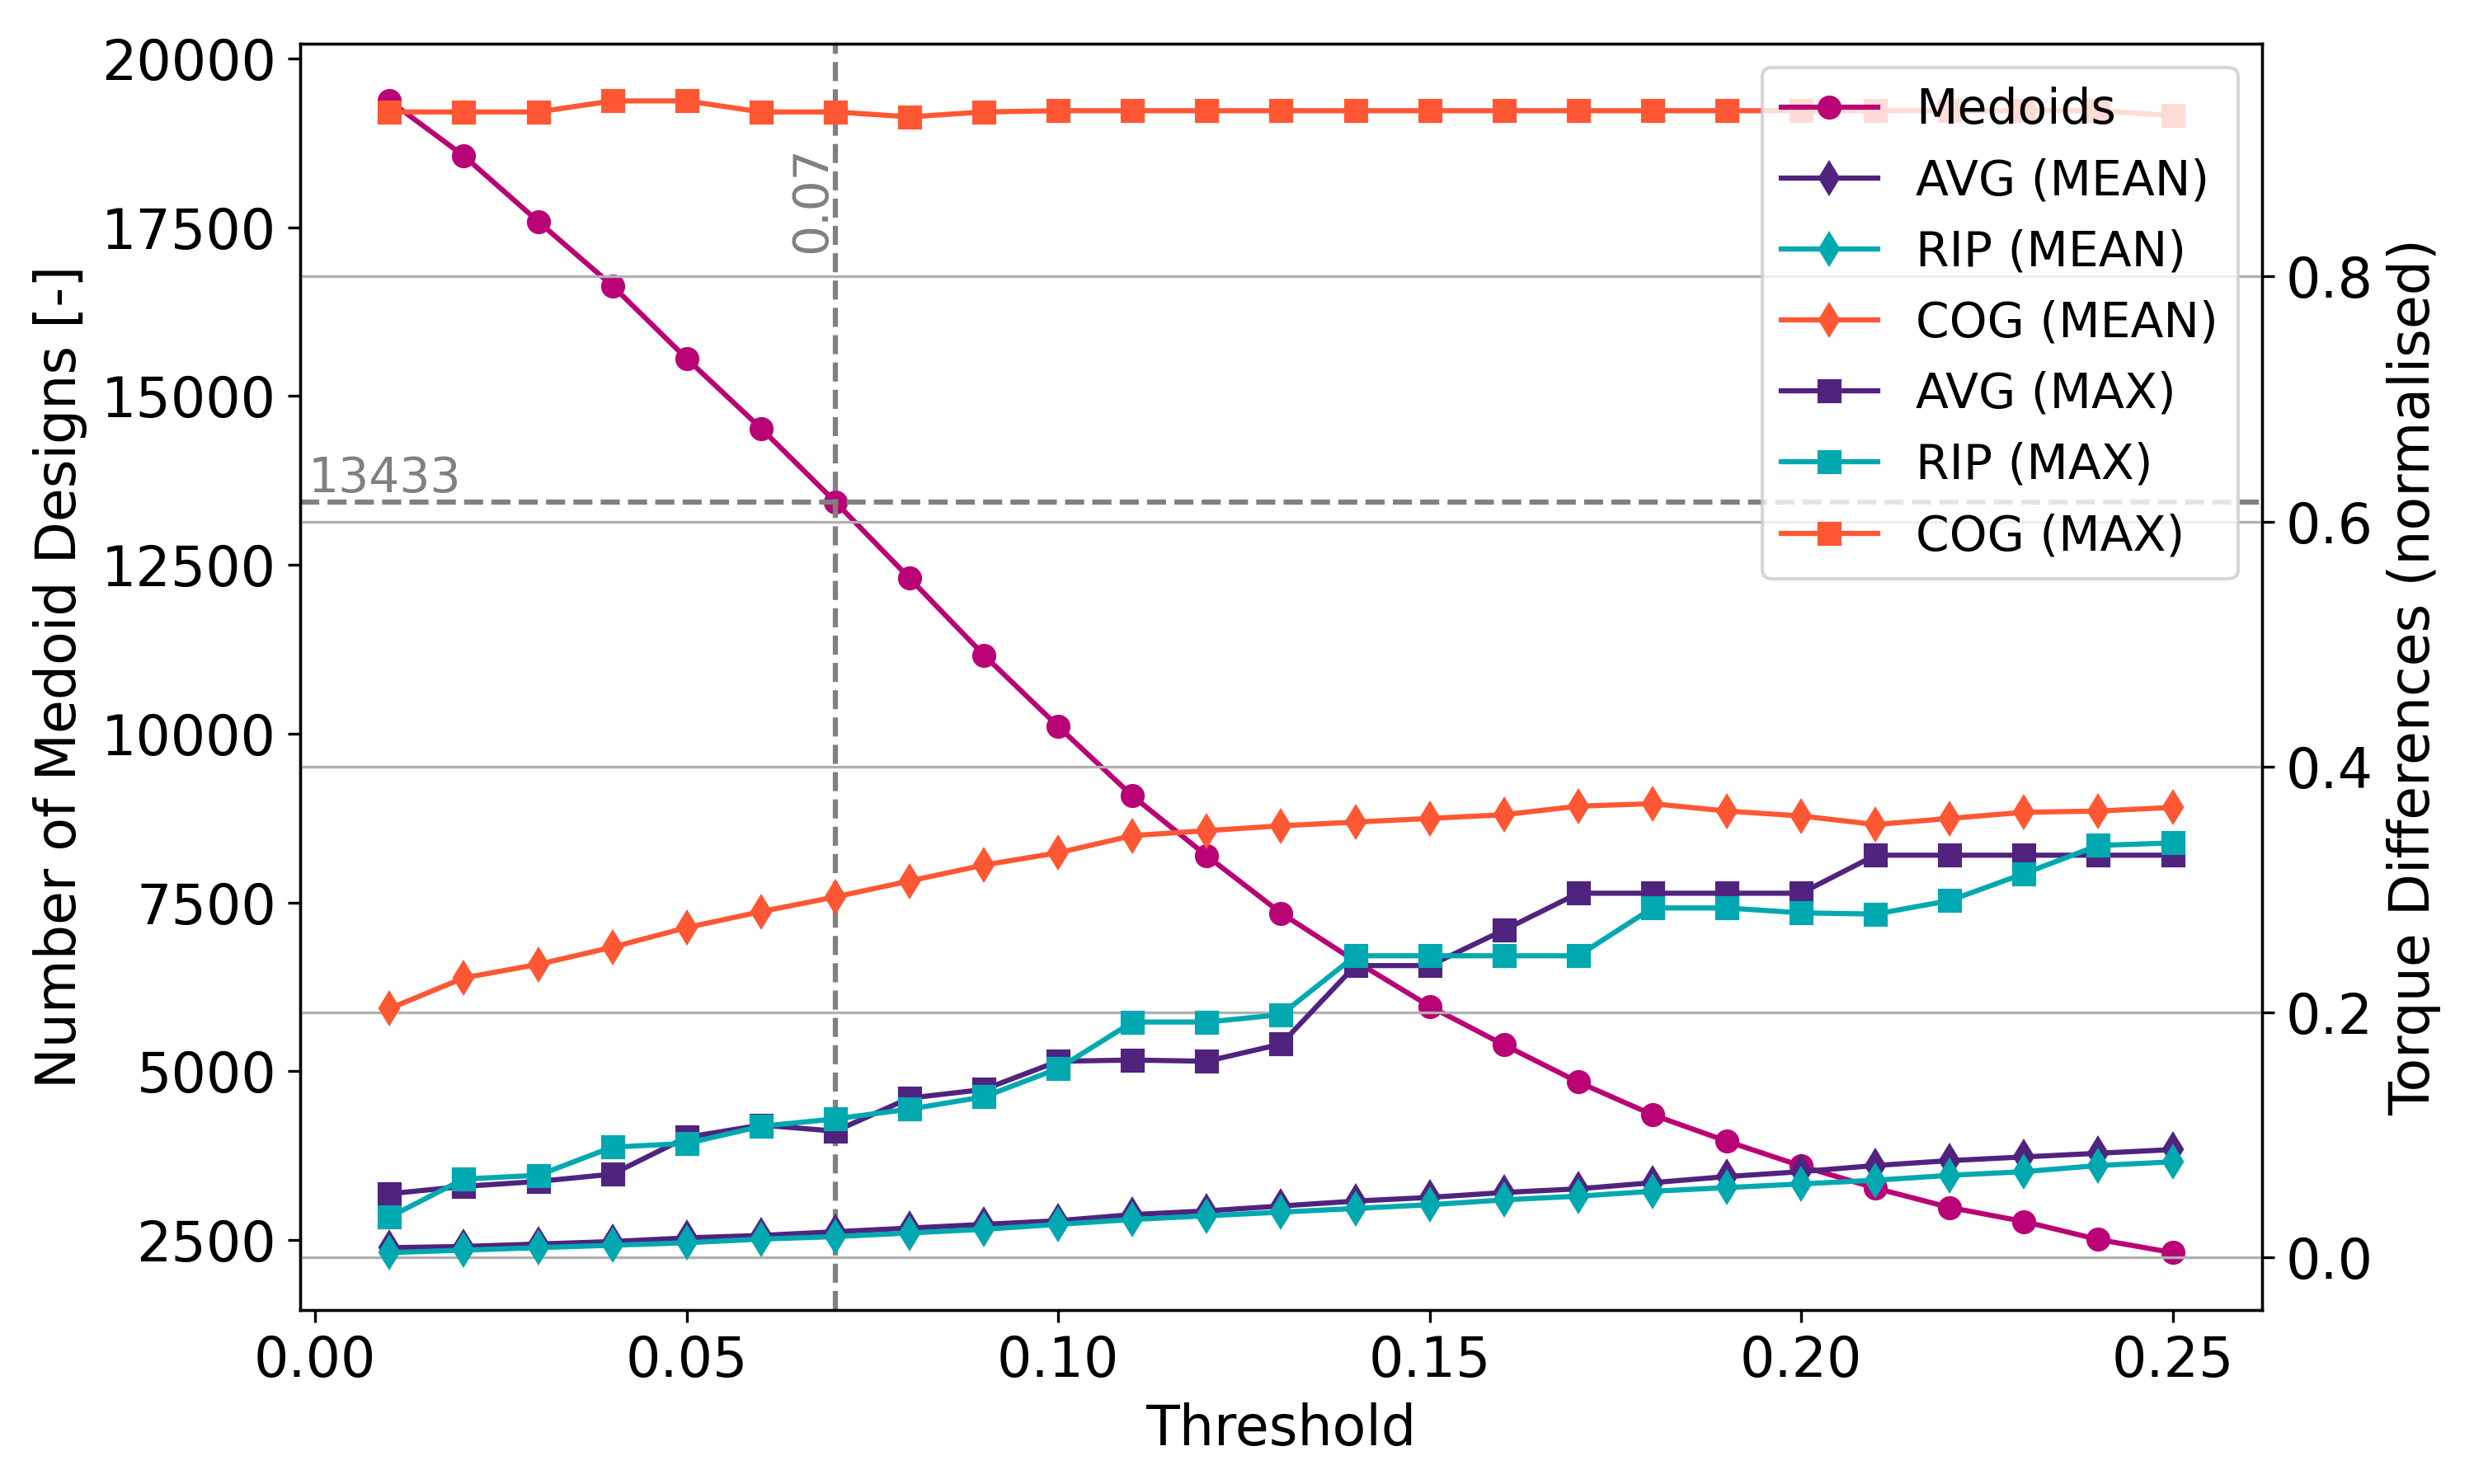 20000
17500
15000
12500
10000
7500
5000
2500
Number of Medoid Designs [-]
0.07
13433
Medoids
AVG (MEAN)
RIP (MEAN)
COG (MEAN)
AVG (MAX)
RIP (MAX)
COG (MAX)
0.8
0.6
0.4
0.2
0.0
Torque Differences (normalised)
0.00
0.05
0.10
0.15
0.20
0.25
Threshold